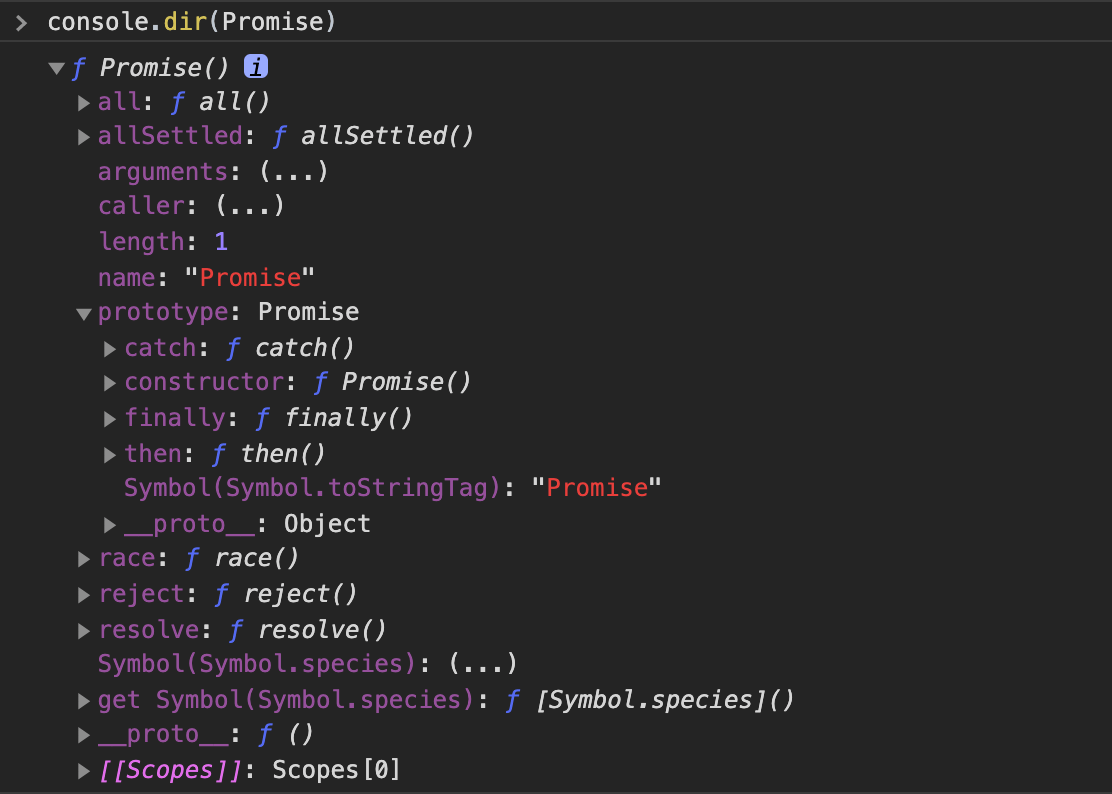 > console.dir(Promise)
▼ƒ Promise() i
▶all: ƒ all()
▶allSettled: ƒ allSettled()
arguments: (...)
caller: (...)
length: 1
name: "Promise"
▼prototype: Promise
▶catch: ƒ catch()
▶constructor: ƒ Promise()
▶finally: ƒ finally()
▶then: ƒ then()
Symbol(Symbol.toStringTag): "Promise"
▶__proto__: Object
▶race: ƒ race()
▶reject: ƒ reject()
▶resolve: ƒ resolve()
Symbol(Symbol.species): (...)
▶get Symbol(Symbol.species): ƒ [Symbol.species]()
▶__proto__: ƒ ()
▶[[Scopes]]: Scopes[0]